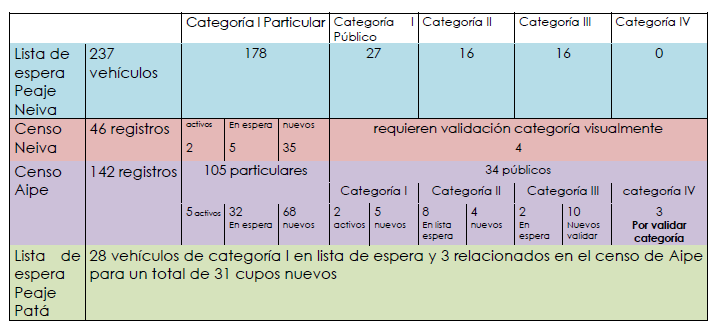 Categoría I Particular Categoría I Público Categoría II Categoría III Categoría IV
Lista de espera Peaje Neiva 237 vehículos 178 27 16 16 0
Censo Neiva 46 registros activos 2 En espera 5 nuevos 35 requieren validación categoría visualmente 4
Censo Aipe 142 registros 105 particulares 34 públicos
Categoría I Categoría II Categoría III categoría IV
5 activos 32 En espera 68 nuevos 2 activos 5 nuevos 8 En lista espera 4 nuevos 2 En espera 10 Nuevos validar 3 Por validar categoría
Lista de espera Peaje Patá 28 vehículos de categoría I en lista de espera y 3 relacionados en el censo de Aipe
para un total de 31 cupos nuevos